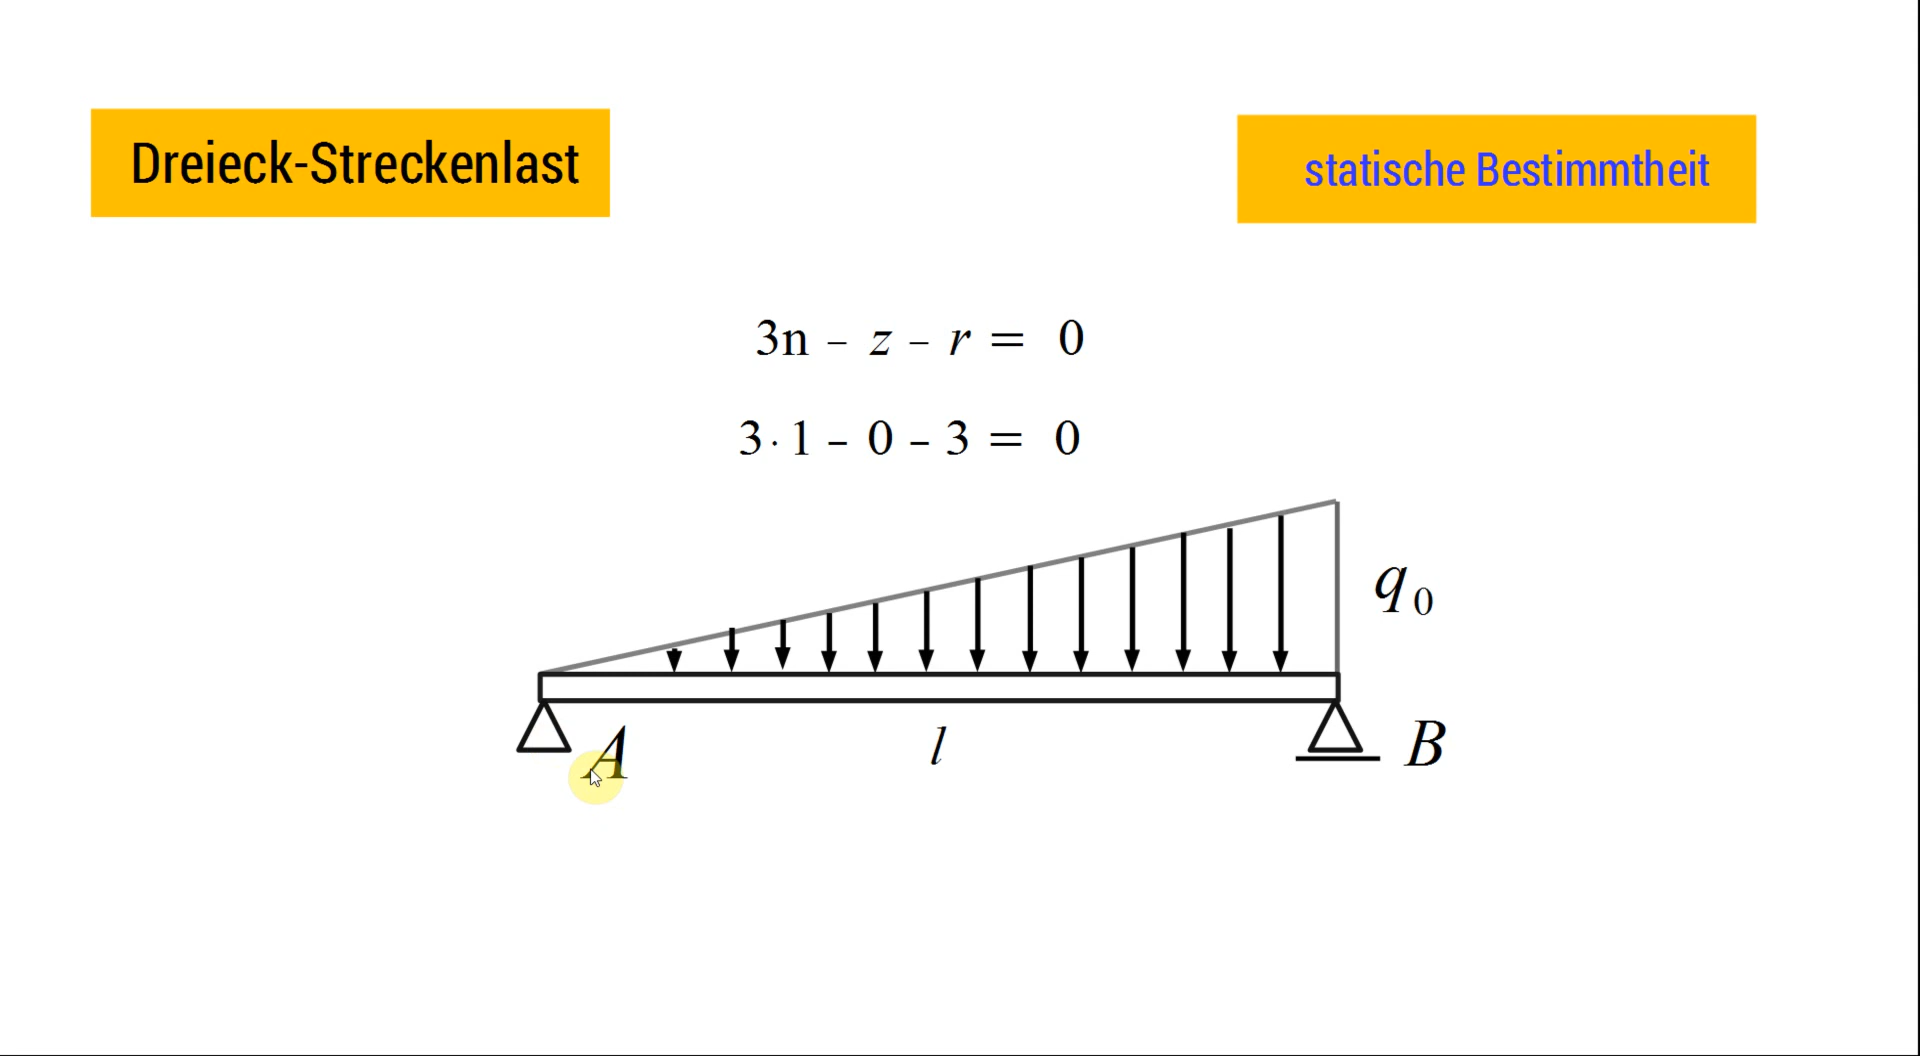 Dreieck-Streckenlast
statische Bestimmtheit
3n – z – r = 0
3 · 1 – 0 – 3 = 0
q₀
A
l
B